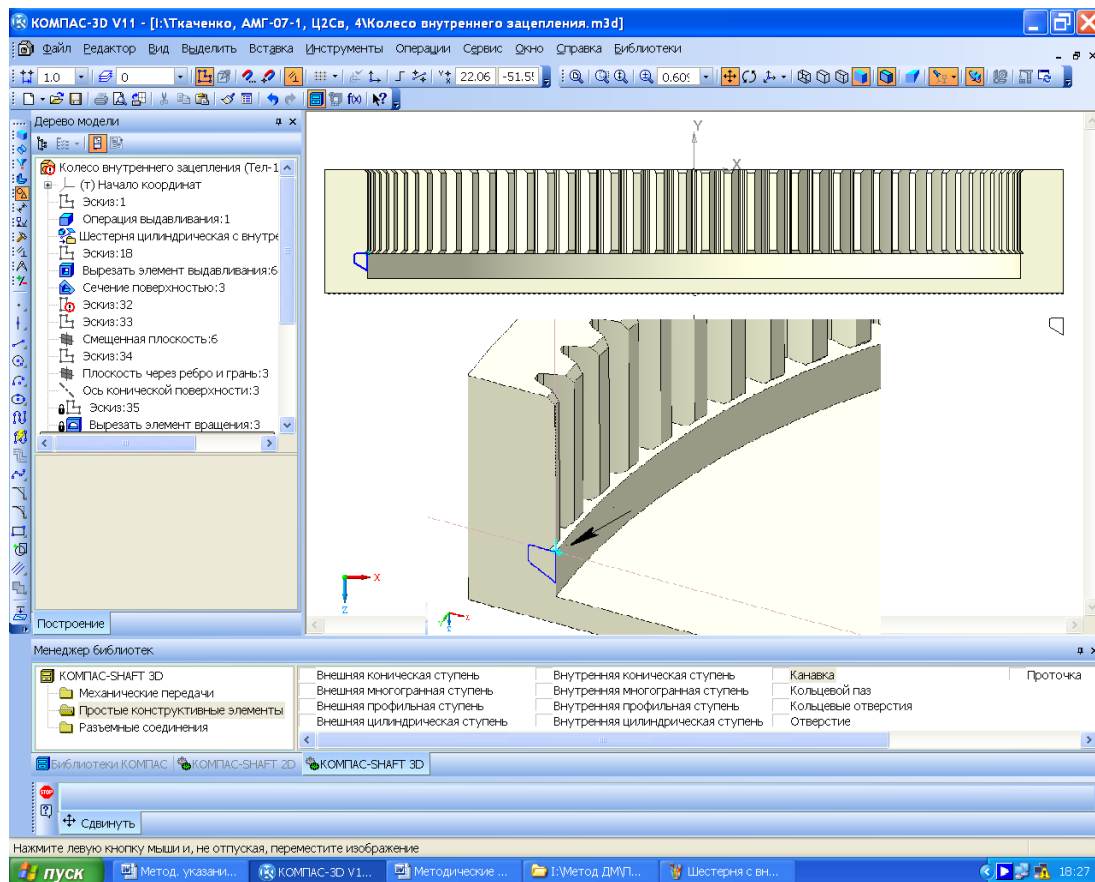 КОМПАС-3D V11 - [I:\Ткаченко, АМГ-07-1, Ц2Св, 4\Колесо внутреннего зацепления.m3d]
Файл Редактор Вид Выделить Вставка Инструменты Операции Сервис Окно Справка Библиотеки
1.0 0 22.06 -51.5 0.60
f(x)
Дерево модели
Колесо внутреннего зацепления (Тел-1
(т) Начало координат
Эскиз:1
Операция выдавливания:1
Шестерня цилиндрическая с внутре
Эскиз:18
Вырезать элемент выдавливания:6
Сечение поверхностью:3
Эскиз:32
Эскиз:33
Смещенная плоскость:6
Эскиз:34
Плоскость через ребро и грань:3
Ось конической поверхности:3
Эскиз:35
Вырезать элемент вращения:3
Построение
Y
X
X
Z
X
Z
Менеджер библиотек
КОМПАС-SHAFT 3D
Механические передачи
Простые конструктивные элементы
Разъемные соединения
Внешняя коническая ступень Внутренняя коническая ступень Канавка Проточка
Внешняя многогранная ступень Внутренняя многогранная ступень Кольцевой паз
Внешняя профильная ступень Внутренняя профильная ступень Кольцевые отверстия
Внешняя цилиндрическая ступень Внутренняя цилиндрическая ступень Отверстие
Библиотеки КОМПАС КОМПАС-SHAFT 2D КОМПАС-SHAFT 3D
STOP
Сдвинуть
Нажмите левую кнопку мыши и, не отпуская, переместите изображение
пуск Метод. указани... КОМПАС-3D V1... Методические ... I:\Метод ДМ\П... Шестерня с вн... 18:27